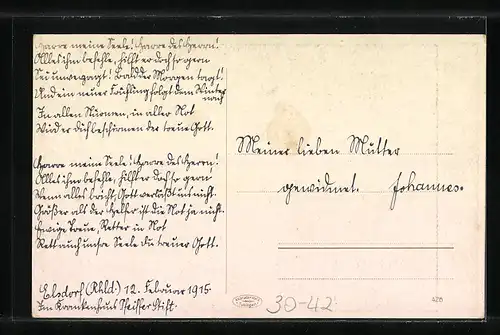 Harre meine Seele! Harre des Herrn!
Alles ihm befehle, hilft er doch so gern
Sei unverzagt! Bald der Morgen tagt!
Und ein neuer Frühling folgt dem Winter
nach
In allen Stürmen, in aller Not
Wird er dich beschirmen der treue Gott.
Harre meine Seele! Harre des Herrn!
Alles ihm befehle, hilft er doch so gern!
Wenn alles bricht, Gott verläßt uns nicht.
Größer als der Helfer ist die Not ja nicht.
Ewige Treue, Retter in Not
Rett auch unsre Seele du treuer Gott.
Elsdorf (Rhld.) 12. Februar 1915
Im Krankenhaus Pfeiffer Stift.
Meiner lieben Mutter
gewidmet. Johannes.
30-42
428